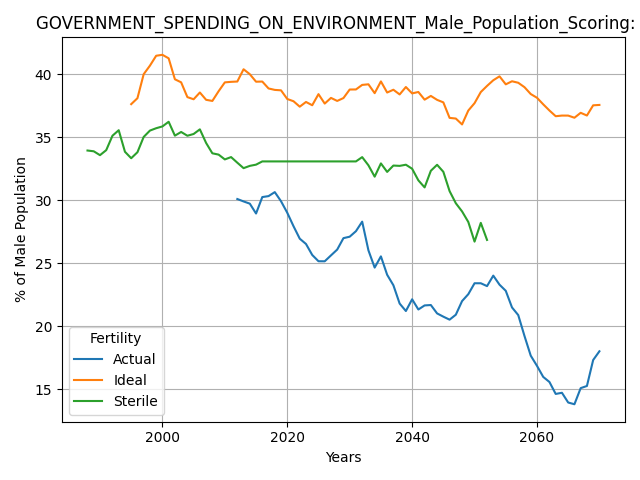 GOVERNMENT_SPENDING_ON_ENVIRONMENT_Male_Population_Scoring:
% of Male Population
40
35
30
25
20
15
Fertility
Actual
Ideal
Sterile
2000 2020 2040 2060
Years